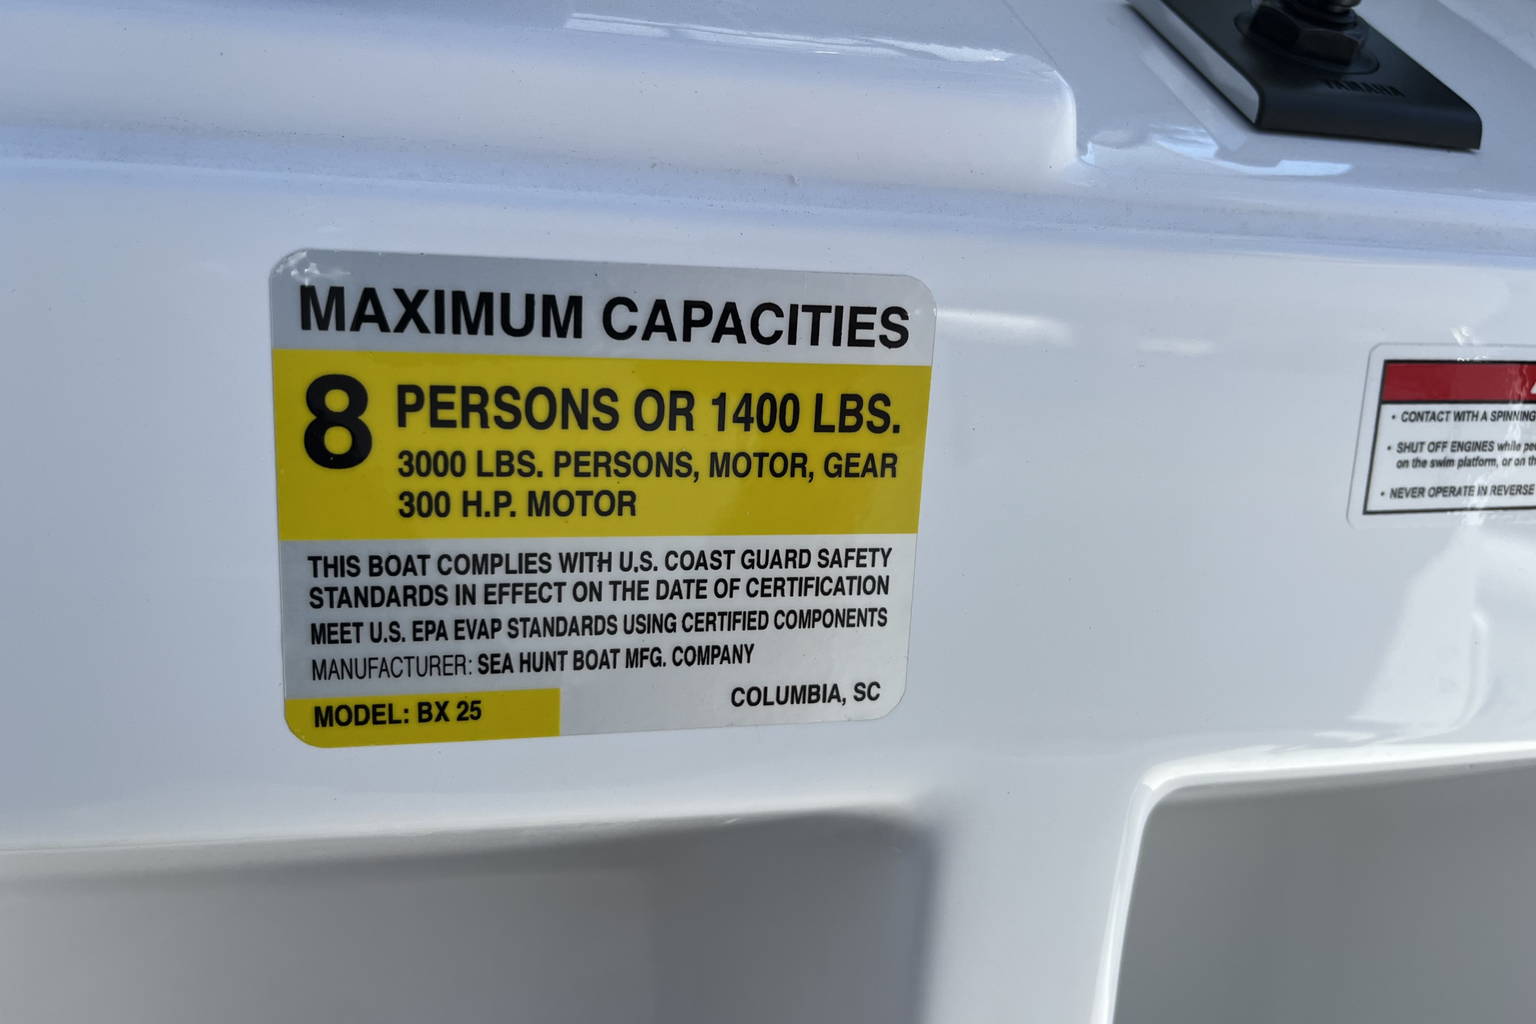 YAMAHA
MAXIMUM CAPACITIES
8 PERSONS OR 1400 LBS.
3000 LBS. PERSONS, MOTOR, GEAR
300 H.P. MOTOR
THIS BOAT COMPLIES WITH U.S. COAST GUARD SAFETY
STANDARDS IN EFFECT ON THE DATE OF CERTIFICATION
MEET U.S. EPA EVAP STANDARDS USING CERTIFIED COMPONENTS
MANUFACTURER: SEA HUNT BOAT MFG. COMPANY
COLUMBIA, SC
MODEL: BX 25
• CONTACT WITH A SPINNING
• SHUT OFF ENGINES while
on the swim platform, or on
• NEVER OPERATE IN REVERSE